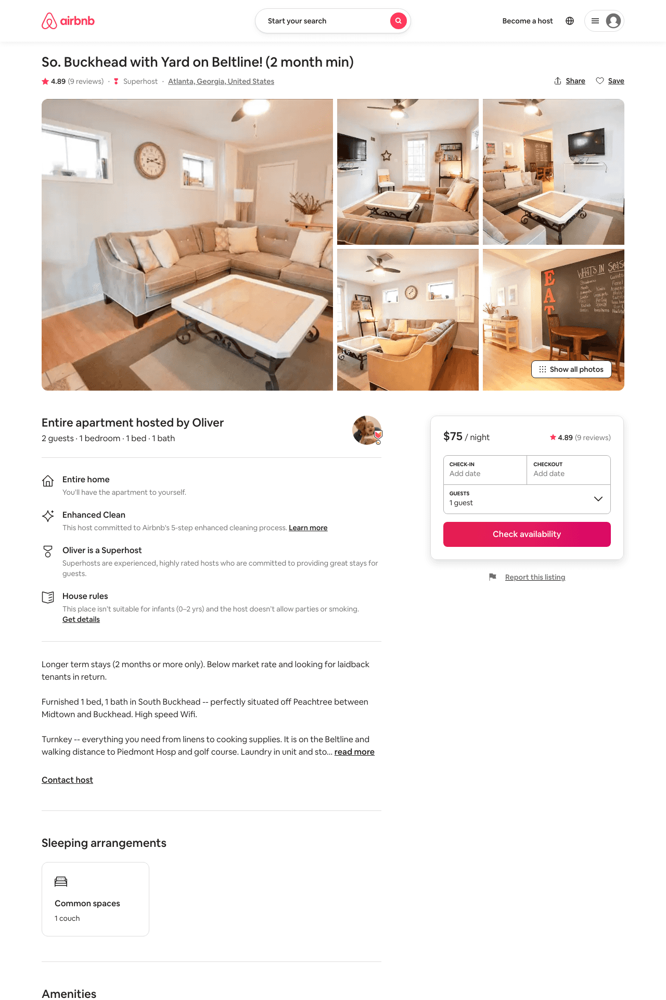 airbnb
Start your search
Become a host
So. Buckhead with Yard on Beltline! (2 month min)
4.89 (9 reviews) · Superhost · Atlanta, Georgia, United States
Share
Save
EAT
WHAT'S IN Seas
Show all photos
Entire apartment hosted by Oliver
2 guests · 1 bedroom · 1 bed · 1 bath
$75 / night
4.89 (9 reviews)
CHECK-IN
Add date
CHECKOUT
Add date
GUESTS
1 guest
Check availability
Report this listing
Entire home
You’ll have the apartment to yourself.
Enhanced Clean
This host committed to Airbnb's 5-step enhanced cleaning process. Learn more
Oliver is a Superhost
Superhosts are experienced, highly rated hosts who are committed to providing great stays for
guests.
House rules
This place isn’t suitable for infants (0–2 yrs) and the host doesn’t allow parties or smoking.
Get details
Longer term stays (2 months or more only). Below market rate and looking for laidback
tenants in return.
Furnished 1 bed, 1 bath in South Buckhead -- perfectly situated off Peachtree between
Midtown and Buckhead. High speed Wifi.
Turnkey -- everything you need from linens to cooking supplies. It is on the Beltline and
walking distance to Piedmont Hosp and golf course. Laundry in unit and sto... read more
Contact host
Sleeping arrangements
Common spaces
1 couch
Amenities